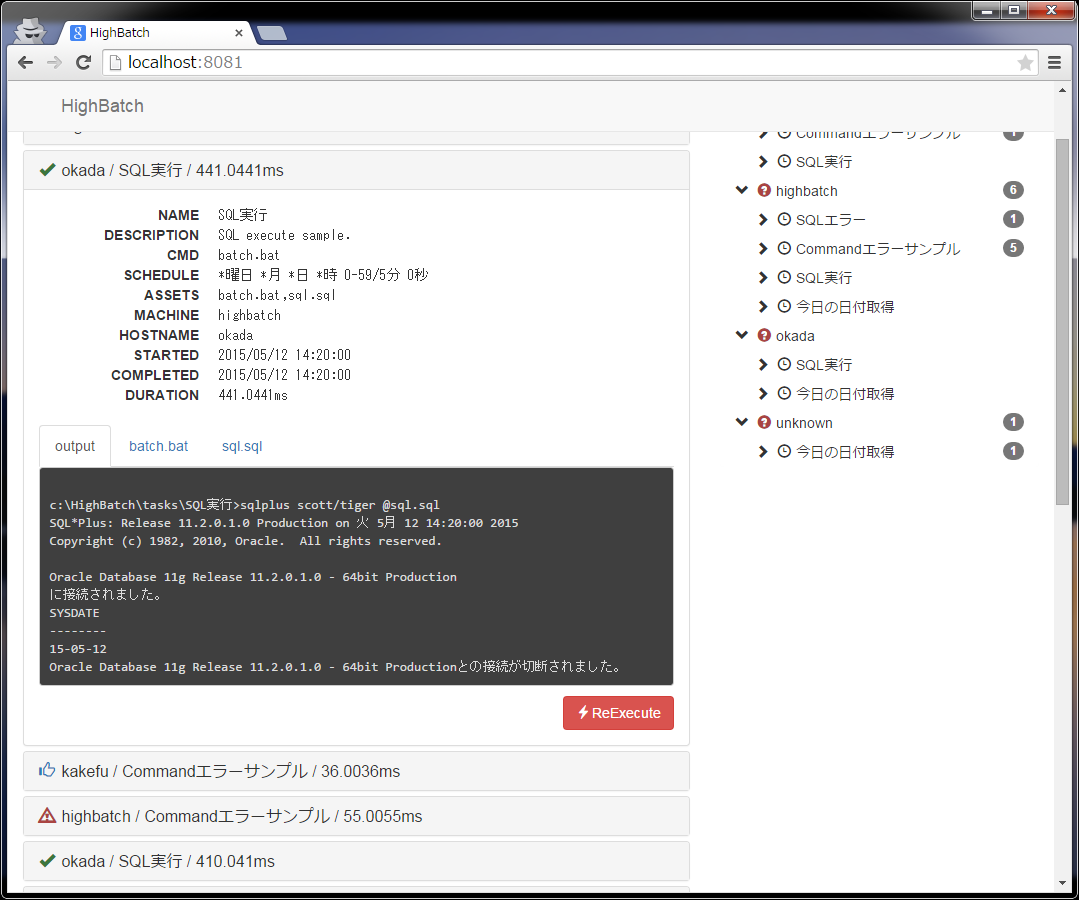 HighBatch
localhost:8081
HighBatch
okada / SQL実行 / 441.0441ms
NAME SQL実行
DESCRIPTION SQL execute sample.
CMD batch.bat
SCHEDULE *曜日 *月 *日 *時 0-59/5分 0秒
ASSETS batch.bat,sql.sql
MACHINE highbatch
HOSTNAME okada
STARTED 2015/05/12 14:20:00
COMPLETED 2015/05/12 14:20:00
DURATION 441.0441ms
output batch.bat sql.sql
c:\HighBatch\tasks\SQL実行>sqlplus scott/tiger @sql.sql
SQL*Plus: Release 11.2.0.1.0 Production on 火 5月 12 14:20:00 2015
Copyright (c) 1982, 2010, Oracle.  All rights reserved.
Oracle Database 11g Release 11.2.0.1.0 - 64bit Production
に接続されました。
SYSDATE
--------
15-05-12
Oracle Database 11g Release 11.2.0.1.0 - 64bit Productionとの接続が切断されました。
ReExecute
kakefu / Commandエラーサンプル / 36.0036ms
highbatch / Commandエラーサンプル / 55.0055ms
okada / SQL実行 / 410.041ms
Commandエラーサンプル 1
SQL実行
highbatch 6
SQLエラー 1
Commandエラーサンプル 5
SQL実行
今日の日付取得
okada
SQL実行
今日の日付取得
unknown 1
今日の日付取得 1